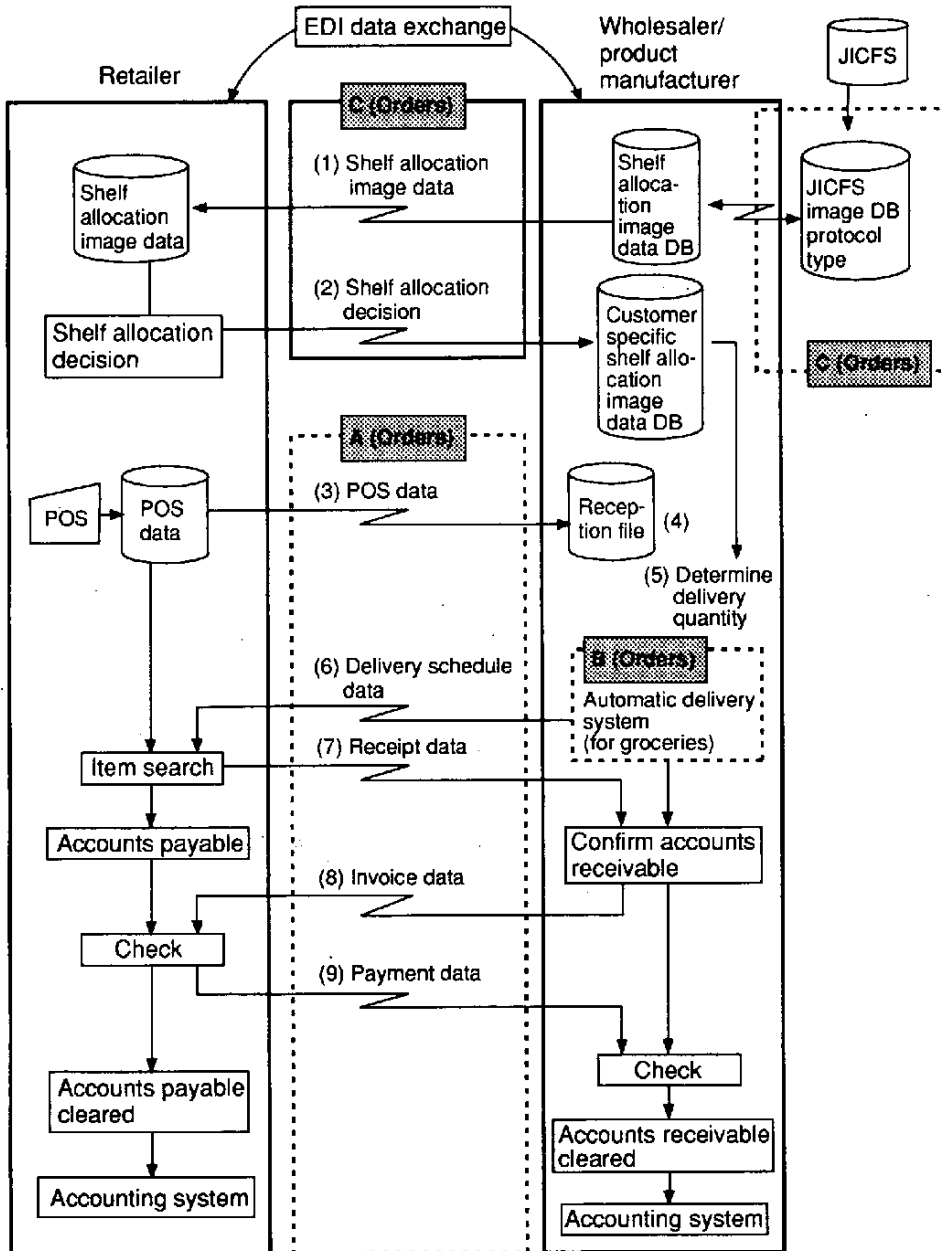 EDI data exchange
Wholesaler/
product
manufacturer
Retailer
JICFS
C (Orders)
(1) Shelf allocation
image data
Shelf
allocation
image data
Shelf
alloca-
tion
image
data DB
JICFS
image DB
protocol
type
(2) Shelf allocation
decision
Shelf allocation
decision
Customer
specific
shelf allo-
cation
image
data DB
C (Orders)
A (Orders)
(3) POS data
POS
POS
data
Recep-
tion file
(4)
(5) Determine
delivery
quantity
B (Orders)
(6) Delivery schedule
data
Automatic delivery
system
(for groceries)
(7) Receipt data
Item search
Accounts payable
Confirm accounts
receivable
(8) Invoice data
Check
(9) Payment data
Check
Accounts payable
cleared
Accounts receivable
cleared
Accounting system
Accounting system